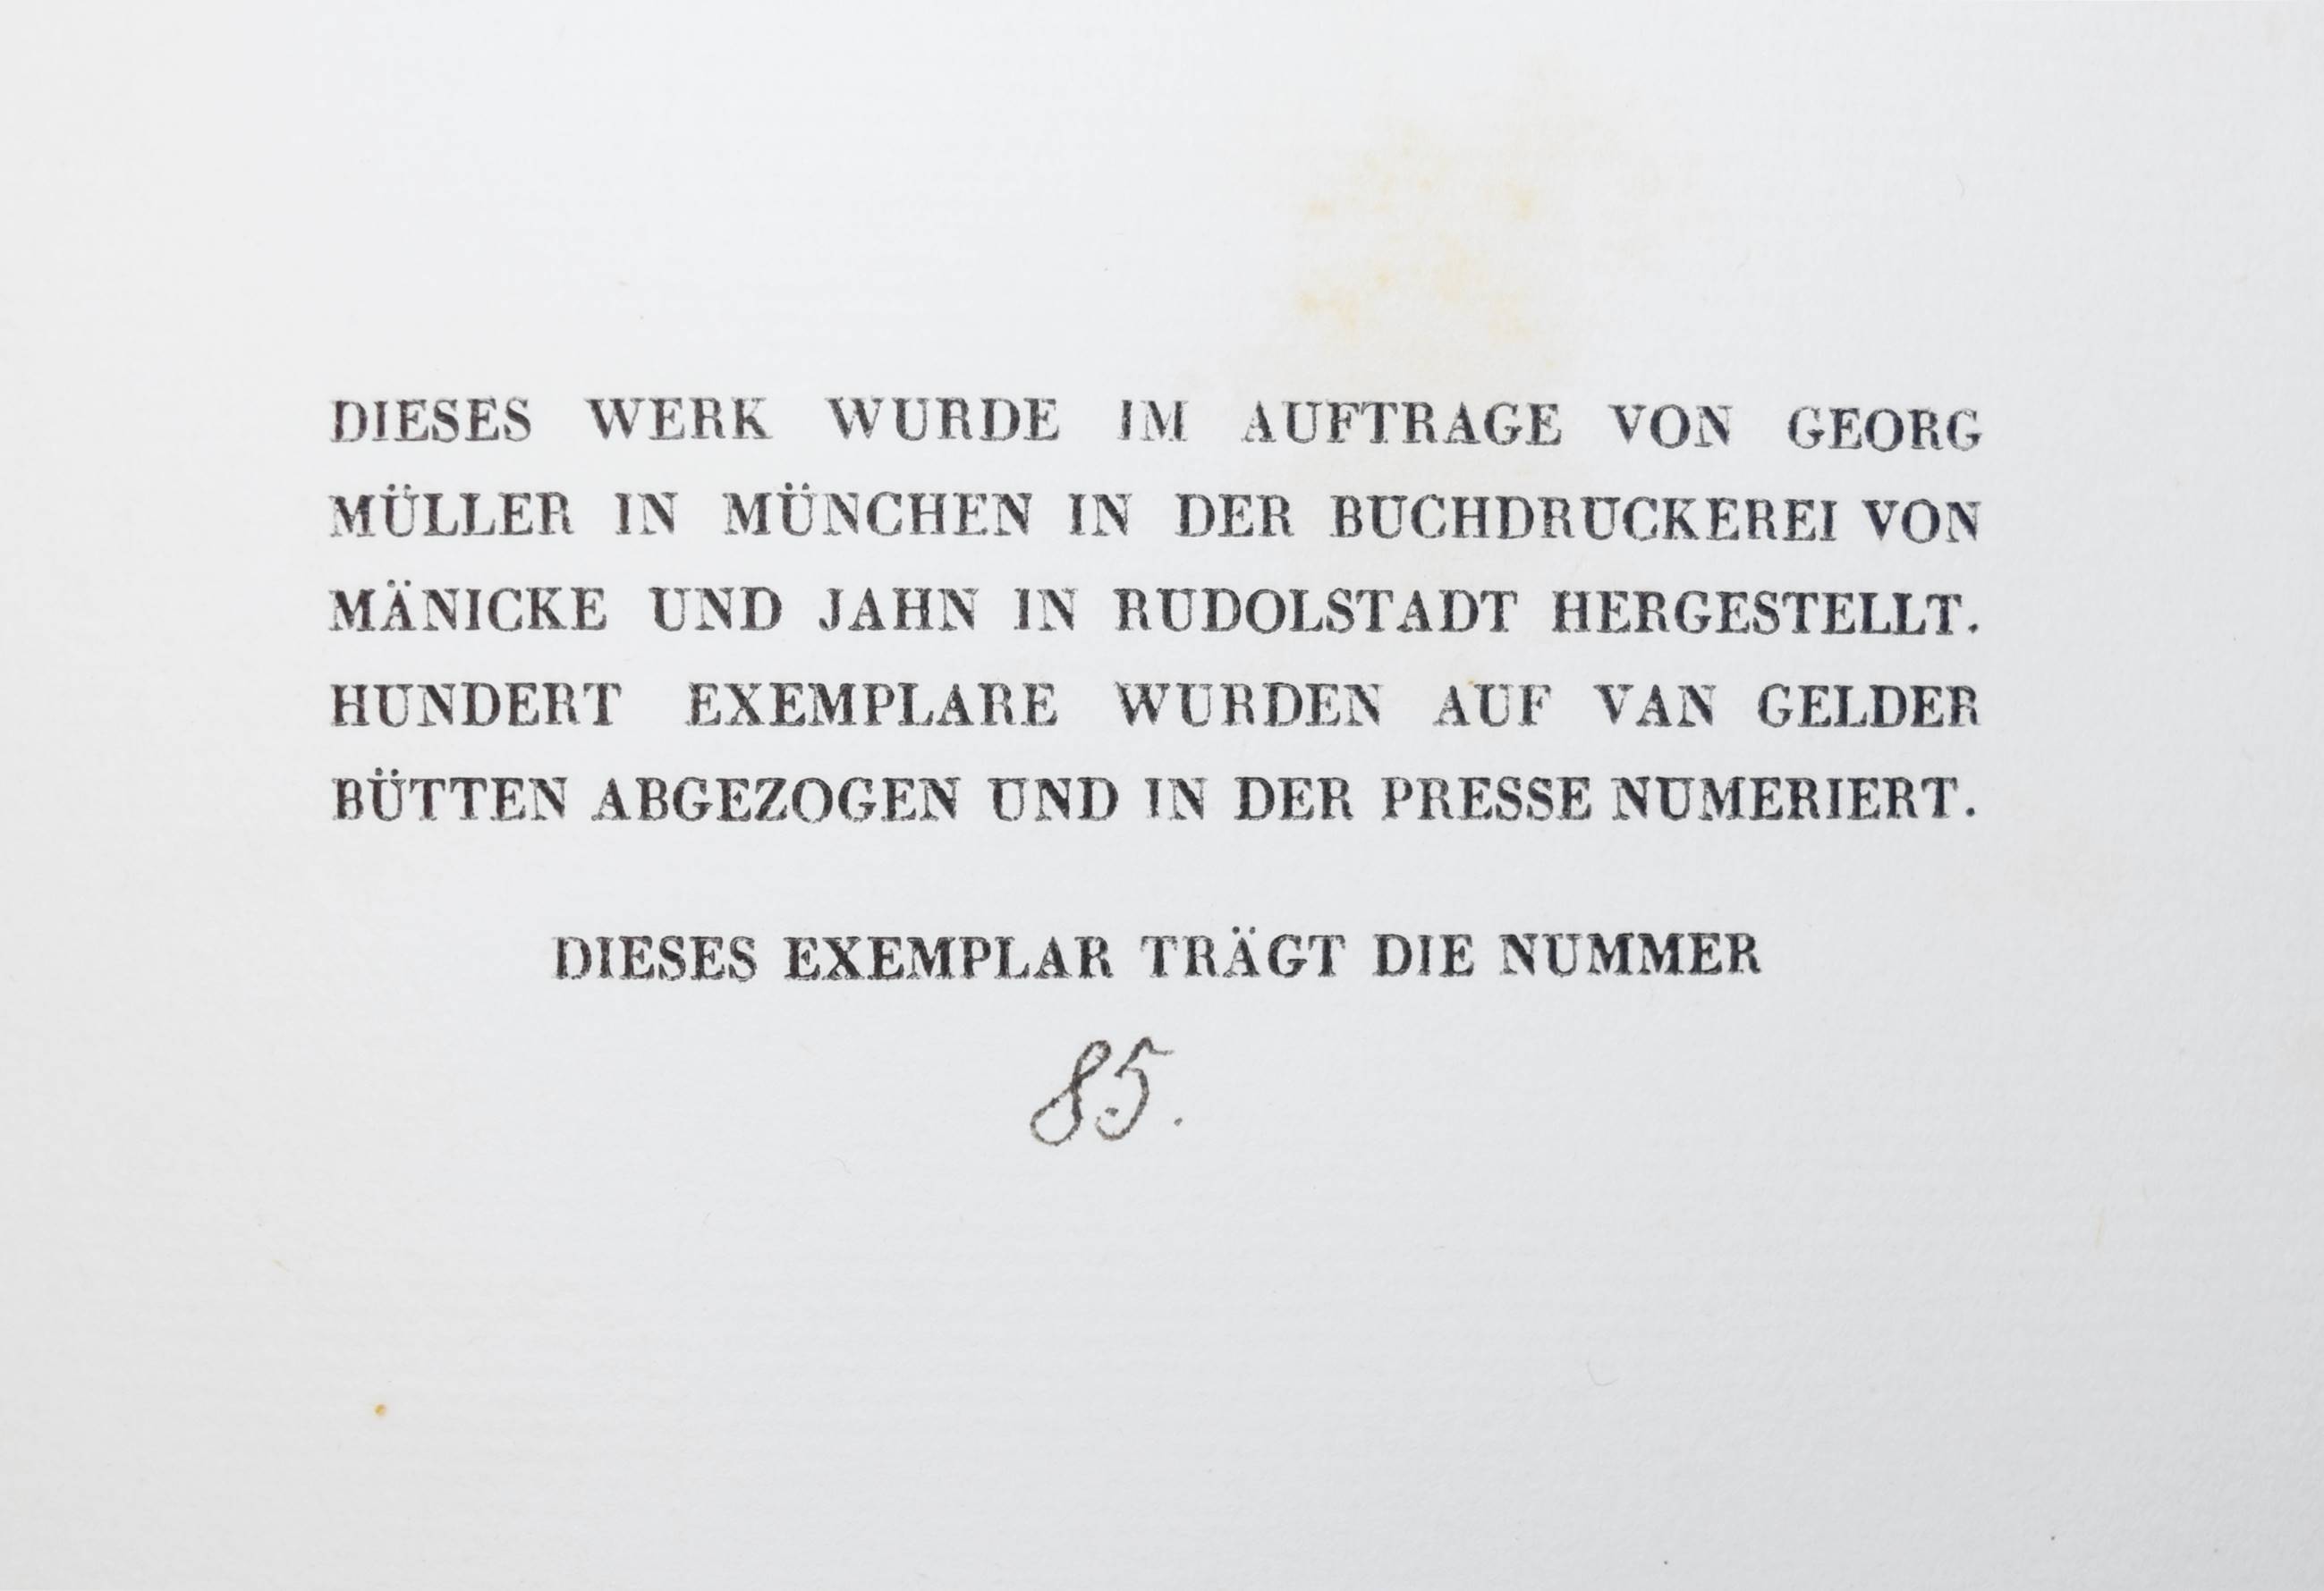 DIESES WERK WURDE IM AUFTRAGE VON GEORG
MÜLLER IN MÜNCHEN IN DER BUCHDRUCKEREI VON
MÄNICKE UND JAHN IN RUDOLSTADT HERGESTELLT.
HUNDERT EXEMPLARE WURDEN AUF VAN GELDER
BÜTTEN ABGEZOGEN UND IN DER PRESSE NUMERIERT.
DIESES EXEMPLAR TRÄGT DIE NUMMER
85.